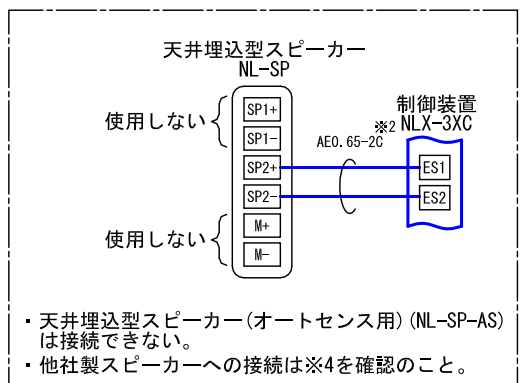 天井埋込型スピーカー
NL-SP
使用しない
SP1+
SP1-
SP2+
SP2-
M+
M-
使用しない
AE0.65-2C
※2
制御装置
NLX-3XC
ES1
ES2
・天井埋込型スピーカー(オートセンス用)(NL-SP-AS)
は接続できない。
・他社製スピーカーへの接続は※4を確認のこと。